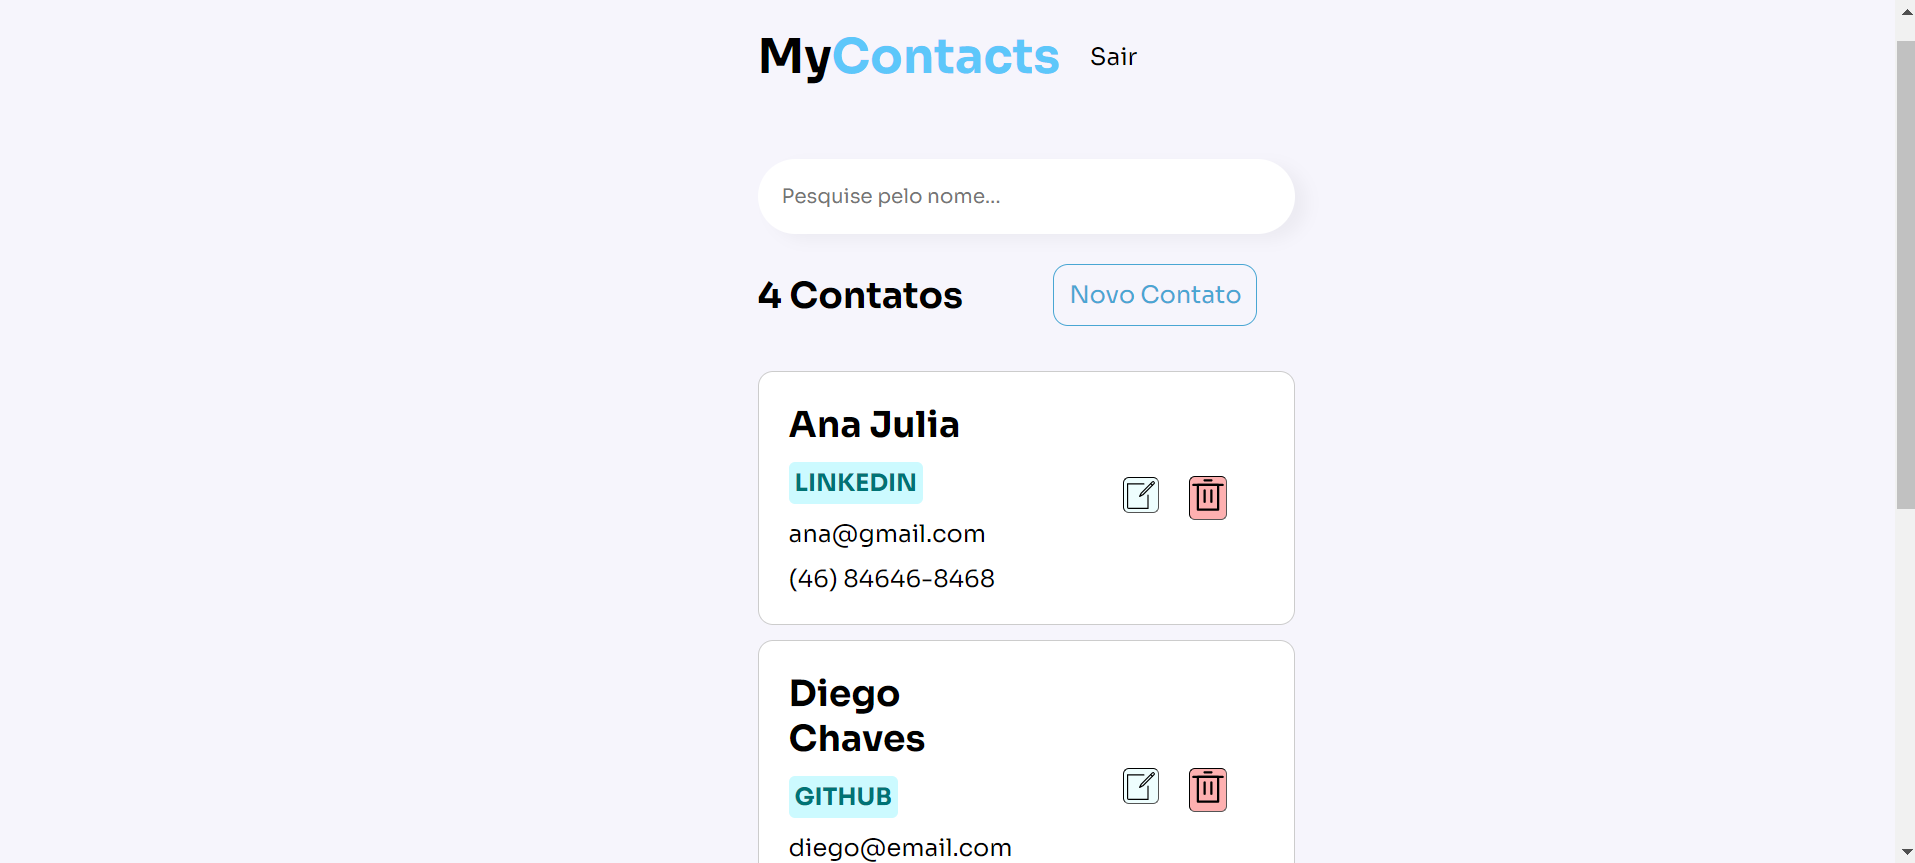 MyContacts Sair
Pesquise pelo nome...
4 Contatos Novo Contato
Ana Julia
LINKEDIN
ana@gmail.com
(46) 84646-8468
Diego
Chaves
GITHUB
diego@email.com